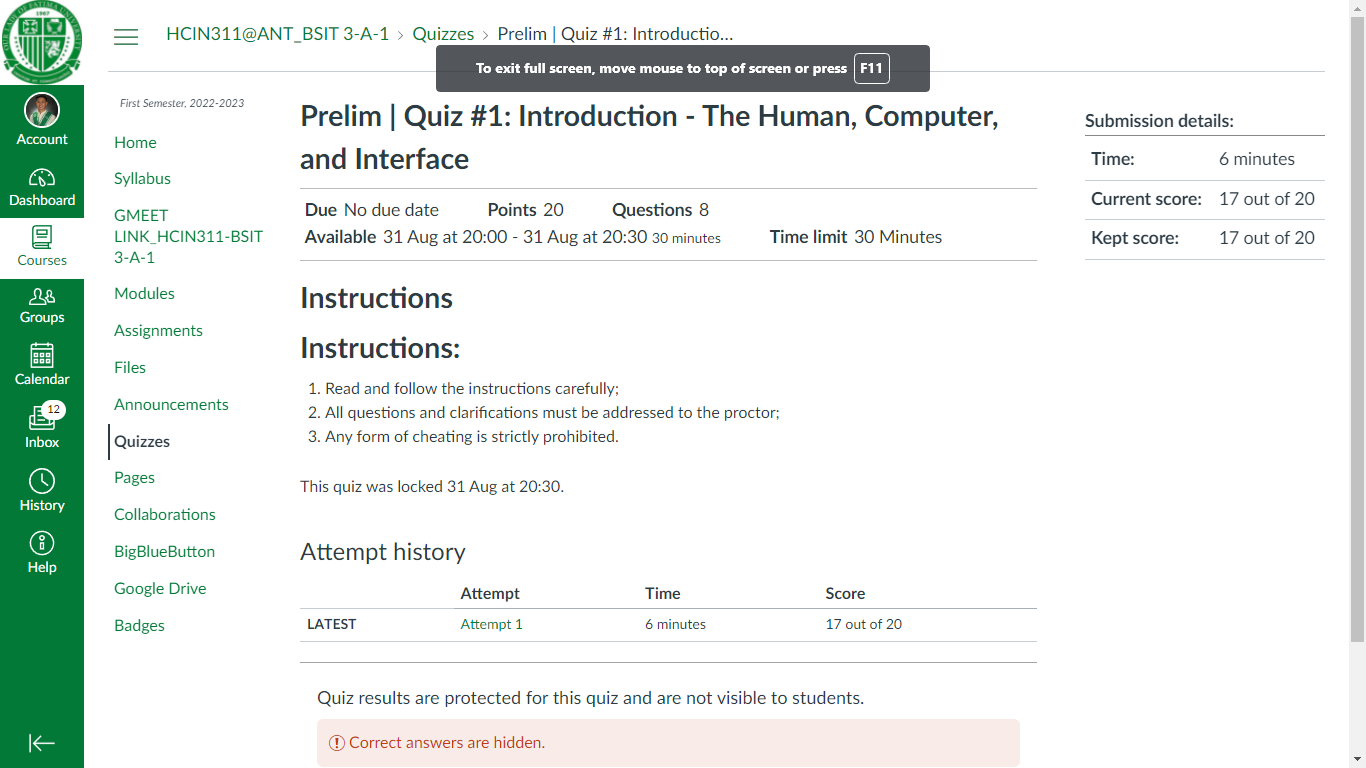 HCIN311@ANT_BSIT 3-A-1 › Quizzes › Prelim | Quiz #1: Introductio...
To exit full screen, move mouse to top of screen or press F11
1967
Account
Dashboard
Courses
Groups
Calendar
12
Inbox
History
Help
First Semester, 2022-2023
Home
Syllabus
GMEET
LINK_HCIN311-BSIT
3-A-1
Modules
Assignments
Files
Announcements
Quizzes
Pages
Collaborations
BigBlueButton
Google Drive
Badges
Prelim | Quiz #1: Introduction - The Human, Computer,
and Interface
Due No due date Points 20 Questions 8
Available 31 Aug at 20:00 - 31 Aug at 20:30 30 minutes Time limit 30 Minutes
Instructions
Instructions:
1. Read and follow the instructions carefully;
2. All questions and clarifications must be addressed to the proctor;
3. Any form of cheating is strictly prohibited.
This quiz was locked 31 Aug at 20:30.
Attempt history
Attempt Time Score
LATEST Attempt 1 6 minutes 17 out of 20
Quiz results are protected for this quiz and are not visible to students.
Correct answers are hidden.
Submission details:
Time: 6 minutes
Current score: 17 out of 20
Kept score: 17 out of 20